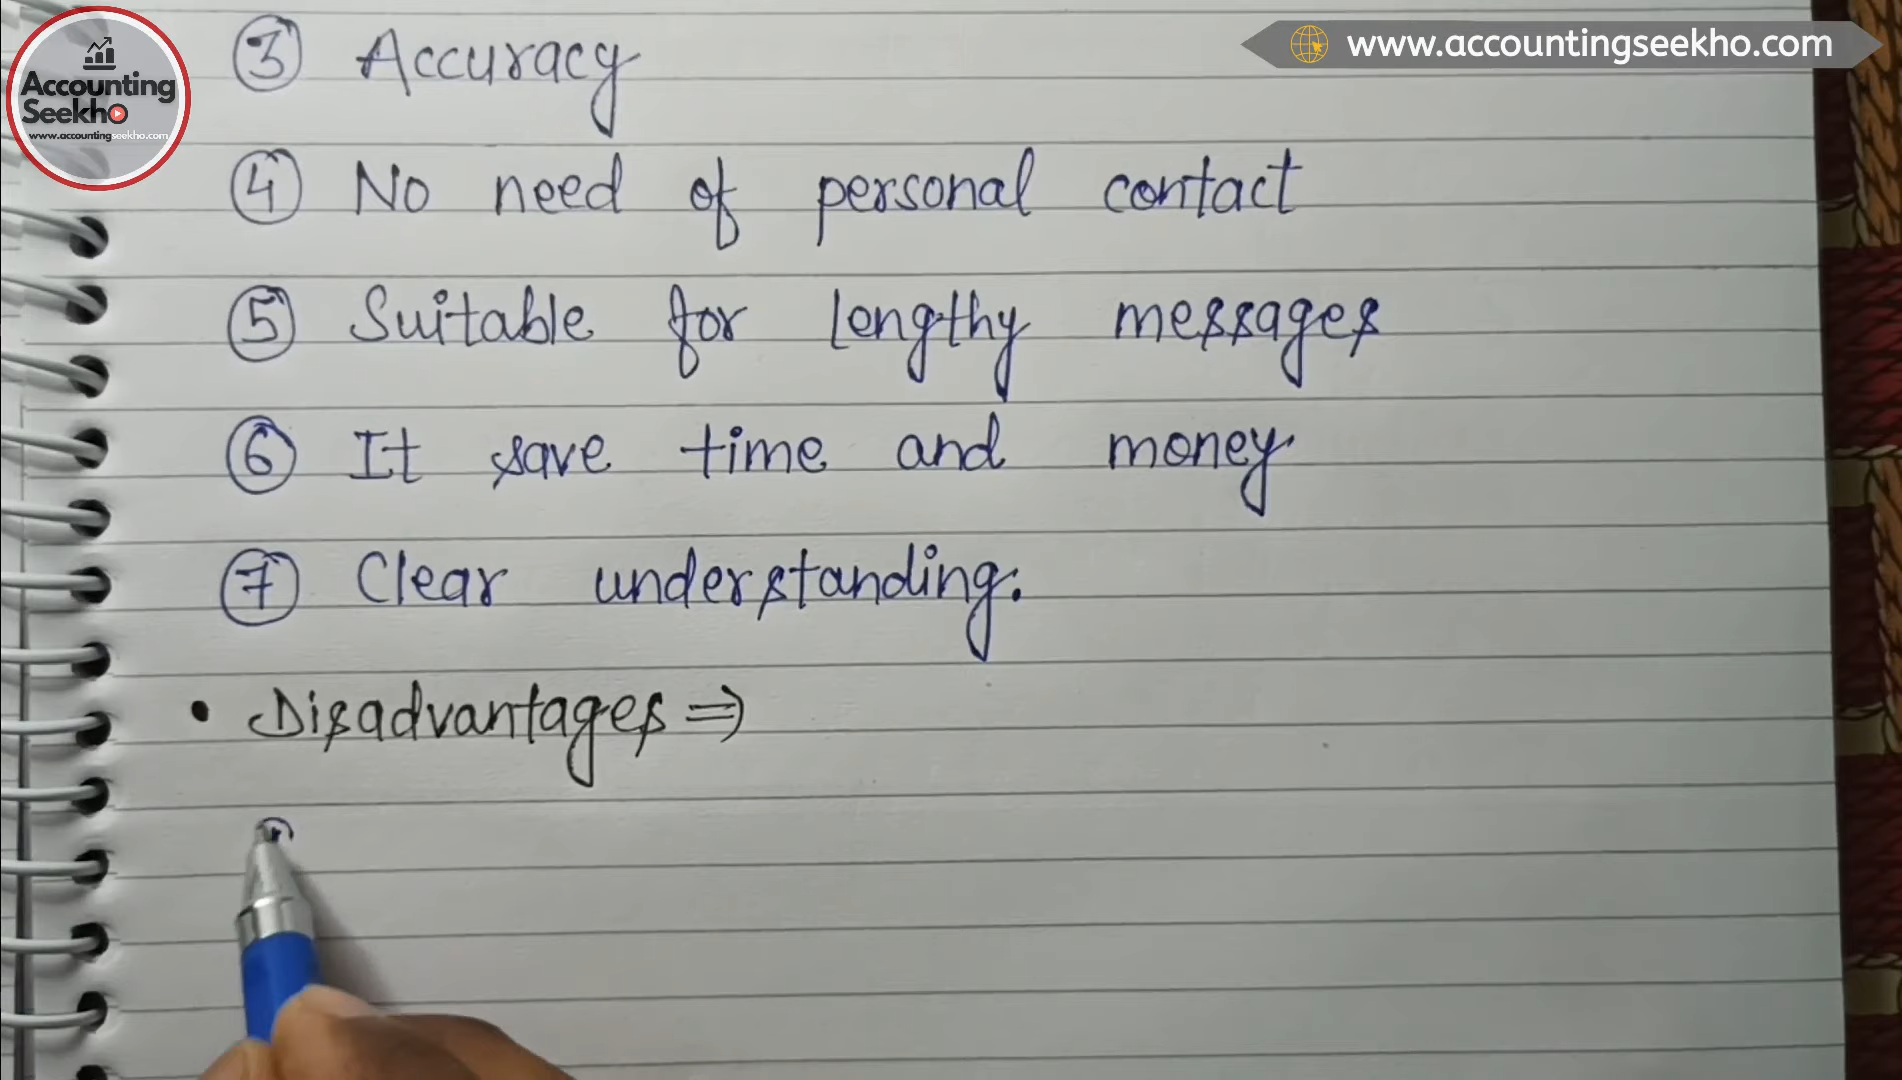 Accounting
Seekho
www.accountingseekho.com
www.accountingseekho.com
③ Accuracy
④ No need of personal contact
⑤ Suitable for lengthy messages
⑥ It save time and money.
⑦ Clear understanding.
• Disadvantages ⇒